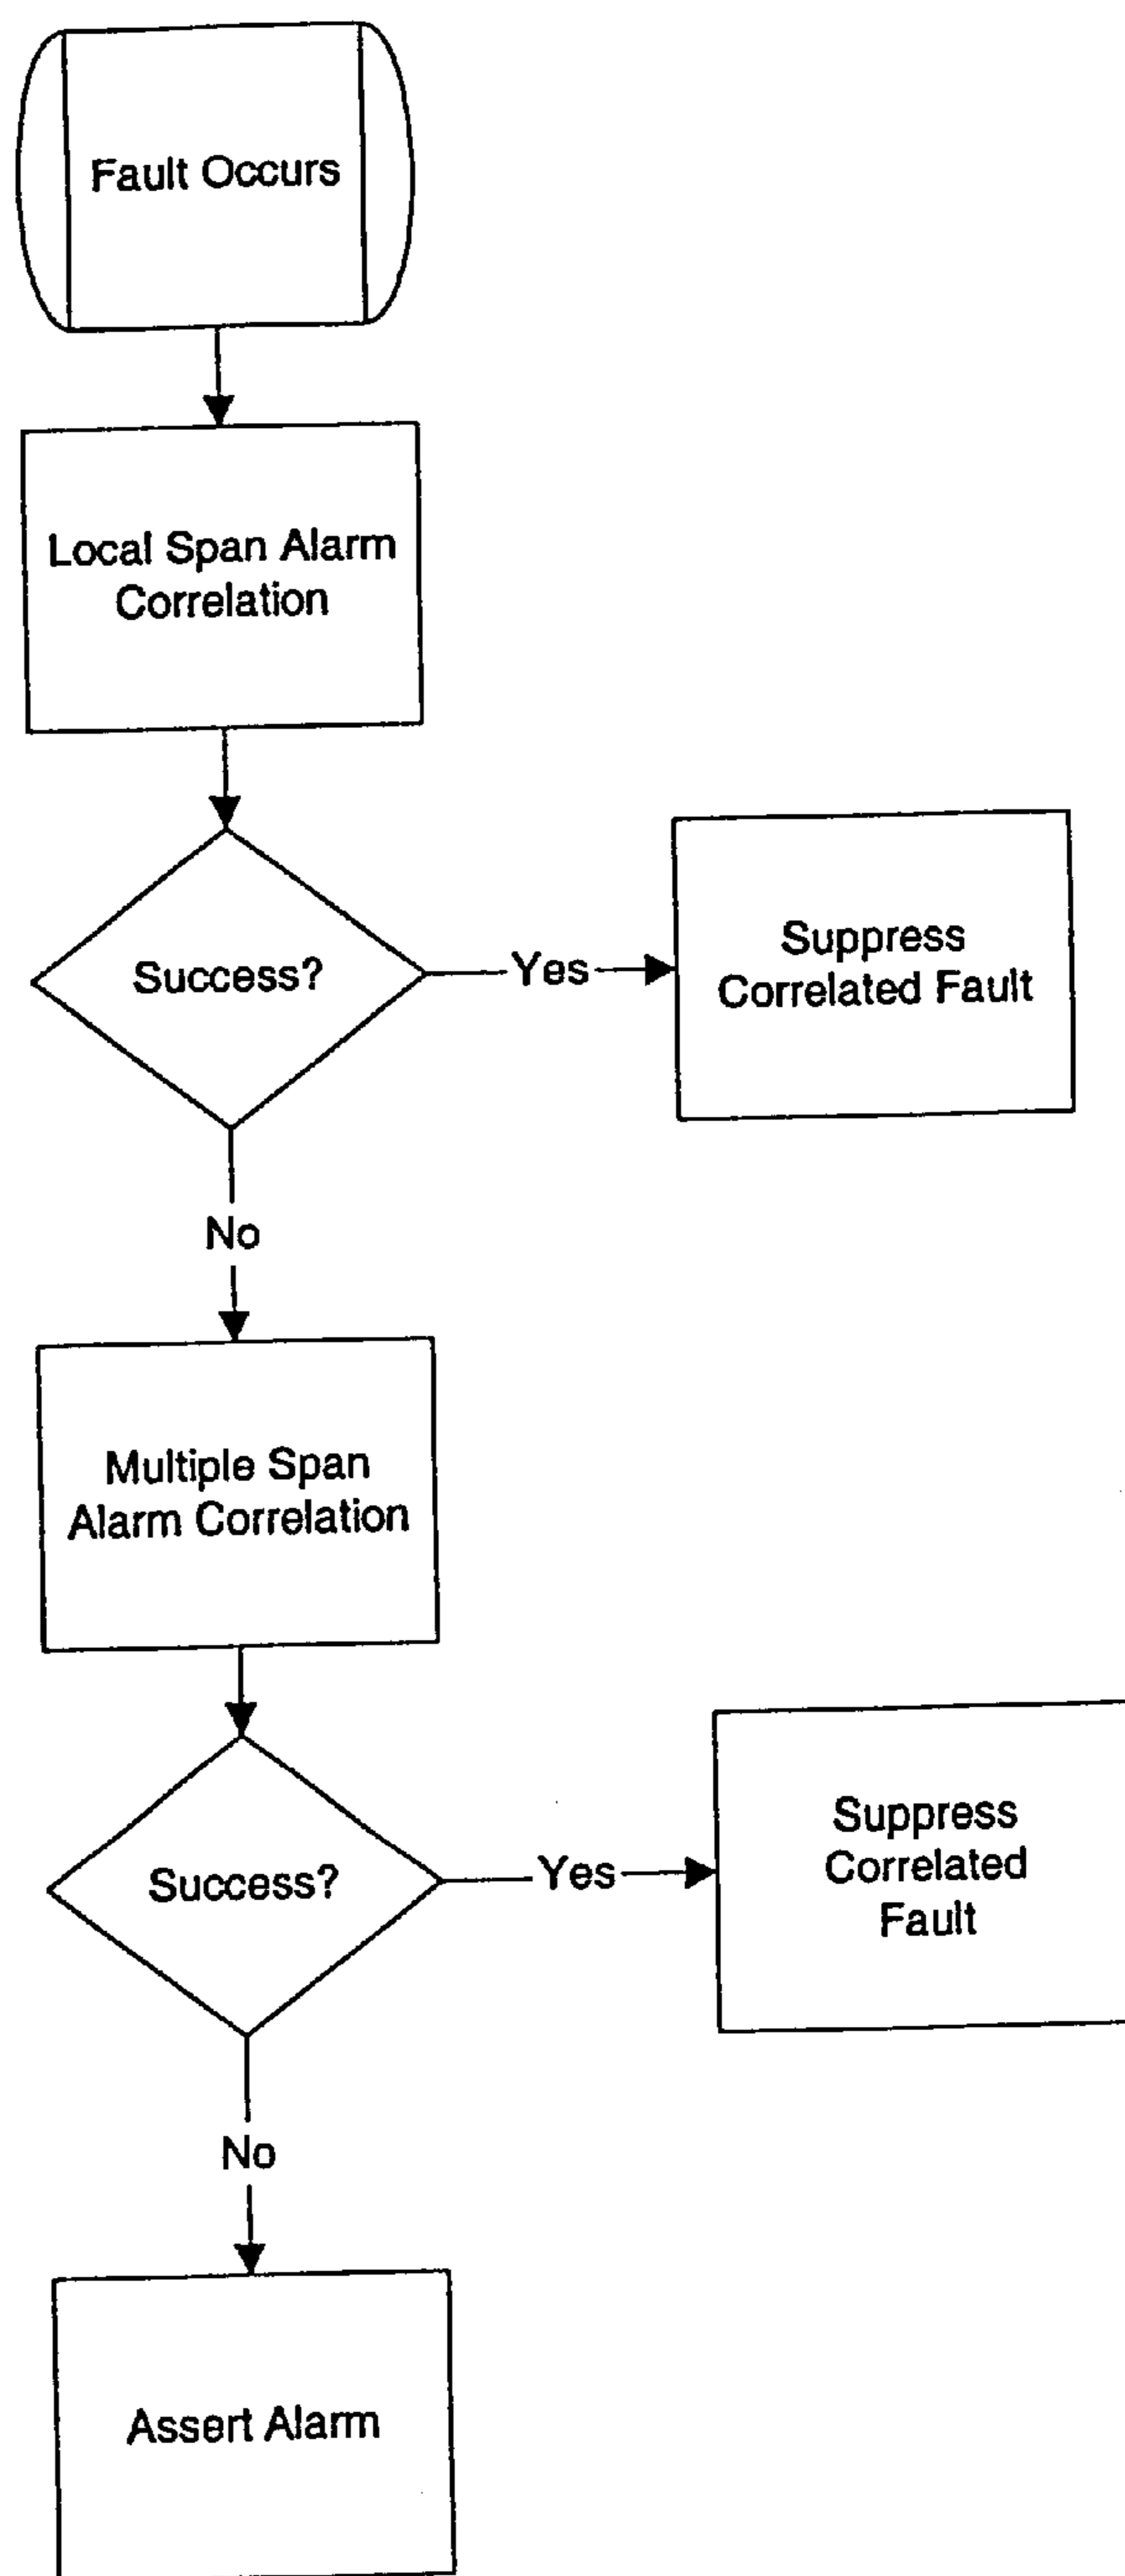 Fault Occurs
Local Span Alarm
Correlation
Success?
Yes
Suppress
Correlated Fault
No
Multiple Span
Alarm Correlation
Success?
Yes
Suppress
Correlated
Fault
No
Assert Alarm